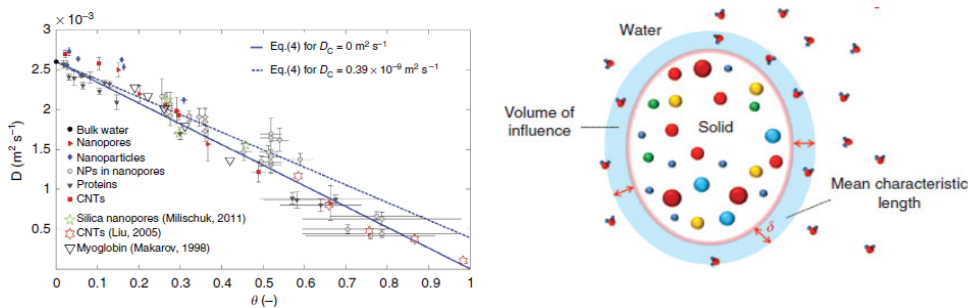 ×10⁻³
3
2.5
2
1.5
1
0.5
D (m² s⁻¹)
Eq.(4) for D_C = 0 m² s⁻¹
Eq.(4) for D_C = 0.39 × 10⁻⁹ m² s⁻¹
Bulk water
Nanopores
Nanoparticles
NPs in nanopores
Proteins
CNTs
Silica nanopores (Milischuk, 2011)
CNTs (Liu, 2005)
Myoglobin (Makarov, 1998)
0 0.1 0.2 0.3 0.4 0.5 0.6 0.7 0.8 0.9 1
θ (–)
Water
Volume of
influence
Solid
Mean characteristic
length
δ